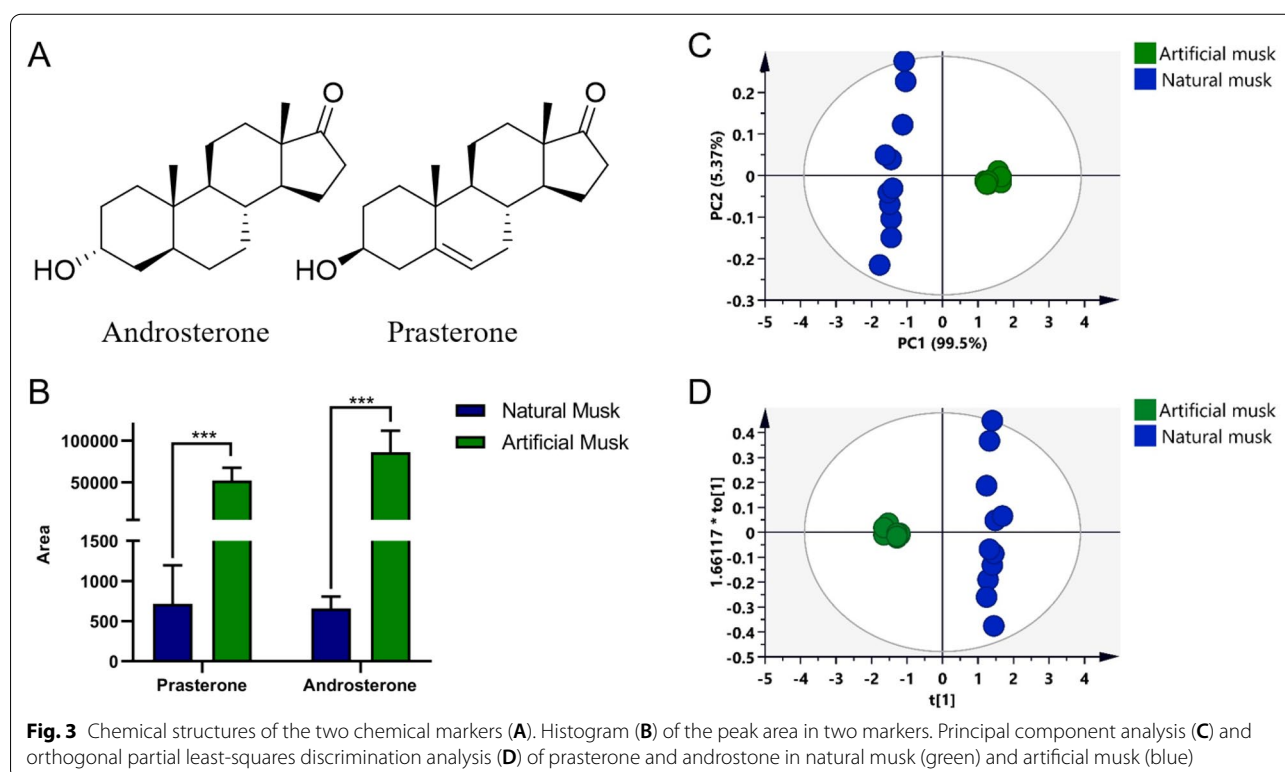 A
O
HO
Androsterone
O
HO
Prasterone
B
Natural Musk
Artificial Musk
***
***
Area
100000
50000
1500
1000
500
0
Prasterone Androsterone
C
Artificial musk
Natural musk
PC2 (5.37%)
0.2
0.1
0
-0.1
-0.2
-0.3
-5 -4 -3 -2 -1 0 1 2 3 4
PC1 (99.5%)
D
Artificial musk
Natural musk
1.66117 * to[1]
0.4
0.3
0.2
0.1
0
-0.1
-0.2
-0.3
-0.4
-0.5
-5 -4 -3 -2 -1 0 1 2 3 4
t[1]
Fig. 3 Chemical structures of the two chemical markers (A). Histogram (B) of the peak area in two markers. Principal component analysis (C) and
orthogonal partial least-squares discrimination analysis (D) of prasterone and androstone in natural musk (green) and artificial musk (blue)